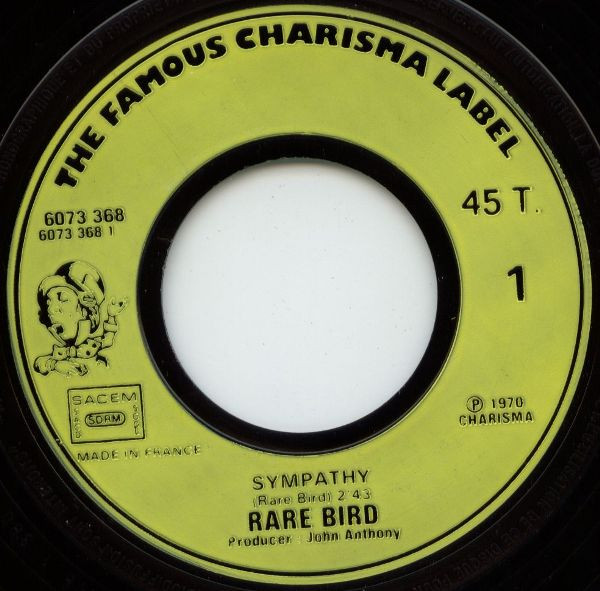 THE FAMOUS CHARISMA LABEL
6073 368
6073 368 1
45 T.
1
SACEM
SDRM
SACD
MADE IN FRANCE
℗ 1970
CHARISMA
SYMPATHY
(Rare Bird) 2'43
RARE BIRD
Producer : John Anthony